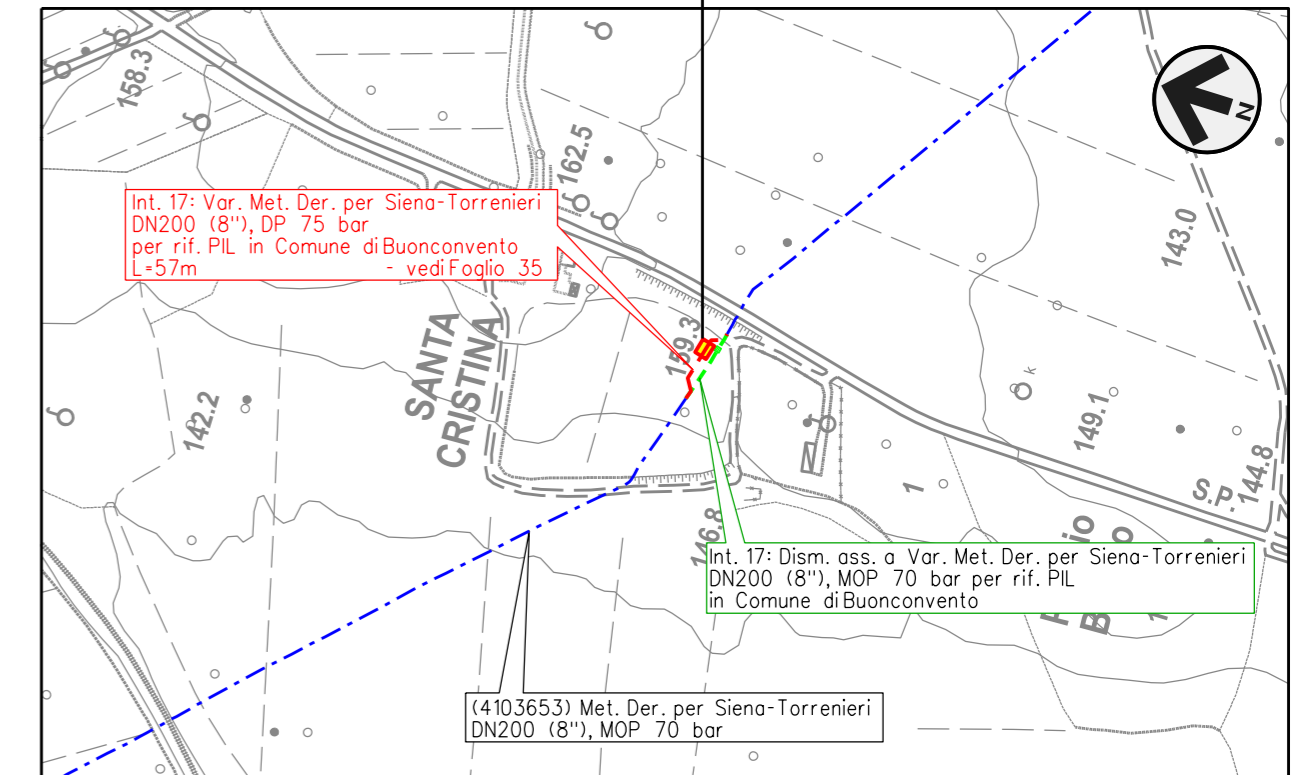 158.3
162.5
N
Int. 17: Var. Met. Der. per Siena-Torrenieri
DN200 (8"), DP 75 bar
per rif. PIL in Comune di Buonconvento
L=57m - vedi Foglio 35
143.0
159.3
SANTA
CRISTINA
142.2
k
149.1
1
S.P.
144.8
Int. 17: Dism. ass. a Var. Met. Der. per Siena-Torrenieri
DN200 (8"), MOP 70 bar per rif. PIL
in Comune di Buonconvento
(4103653) Met. Der. per Siena-Torrenieri
DN200 (8"), MOP 70 bar